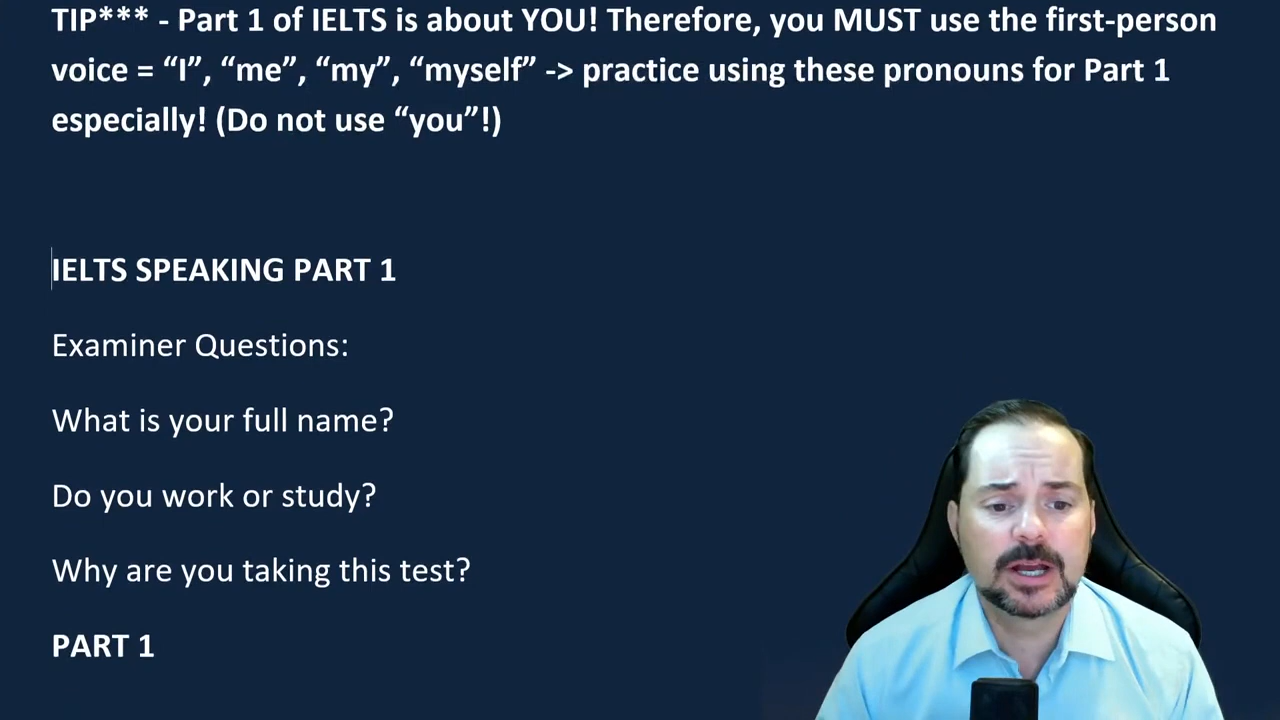 TIP*** - Part 1 of IELTS is about YOU! Therefore, you MUST use the first-person
voice = “I”, “me”, “my”, “myself” -> practice using these pronouns for Part 1
especially! (Do not use “you”!)
IELTS SPEAKING PART 1
Examiner Questions:
What is your full name?
Do you work or study?
Why are you taking this test?
PART 1